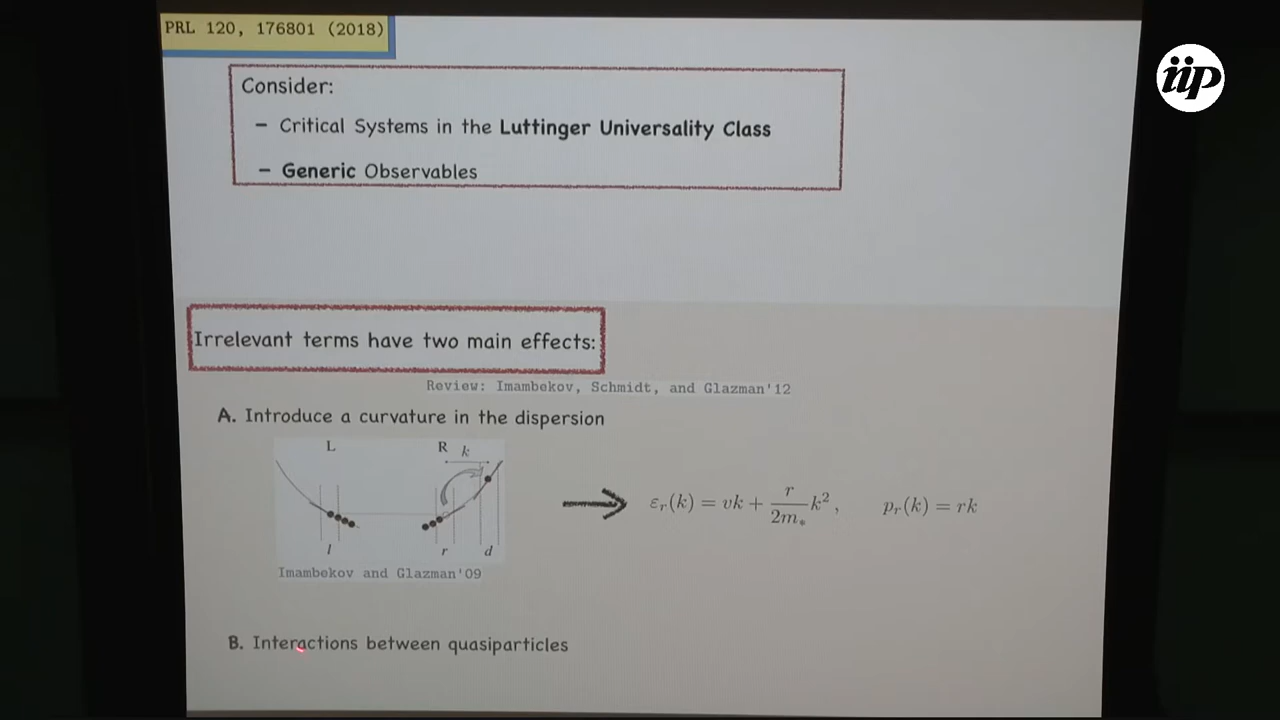 PRL 120, 176801 (2018)
iip
Consider:
– Critical Systems in the Luttinger Universality Class
– Generic Observables
Irrelevant terms have two main effects:
Review: Imambekov, Schmidt, and Glazman'12
A. Introduce a curvature in the dispersion
L R k
l r d
εᵣ(k) = vk + r/2m* k² , pᵣ(k) = rk
Imambekov and Glazman'09
B. Interactions between quasiparticles